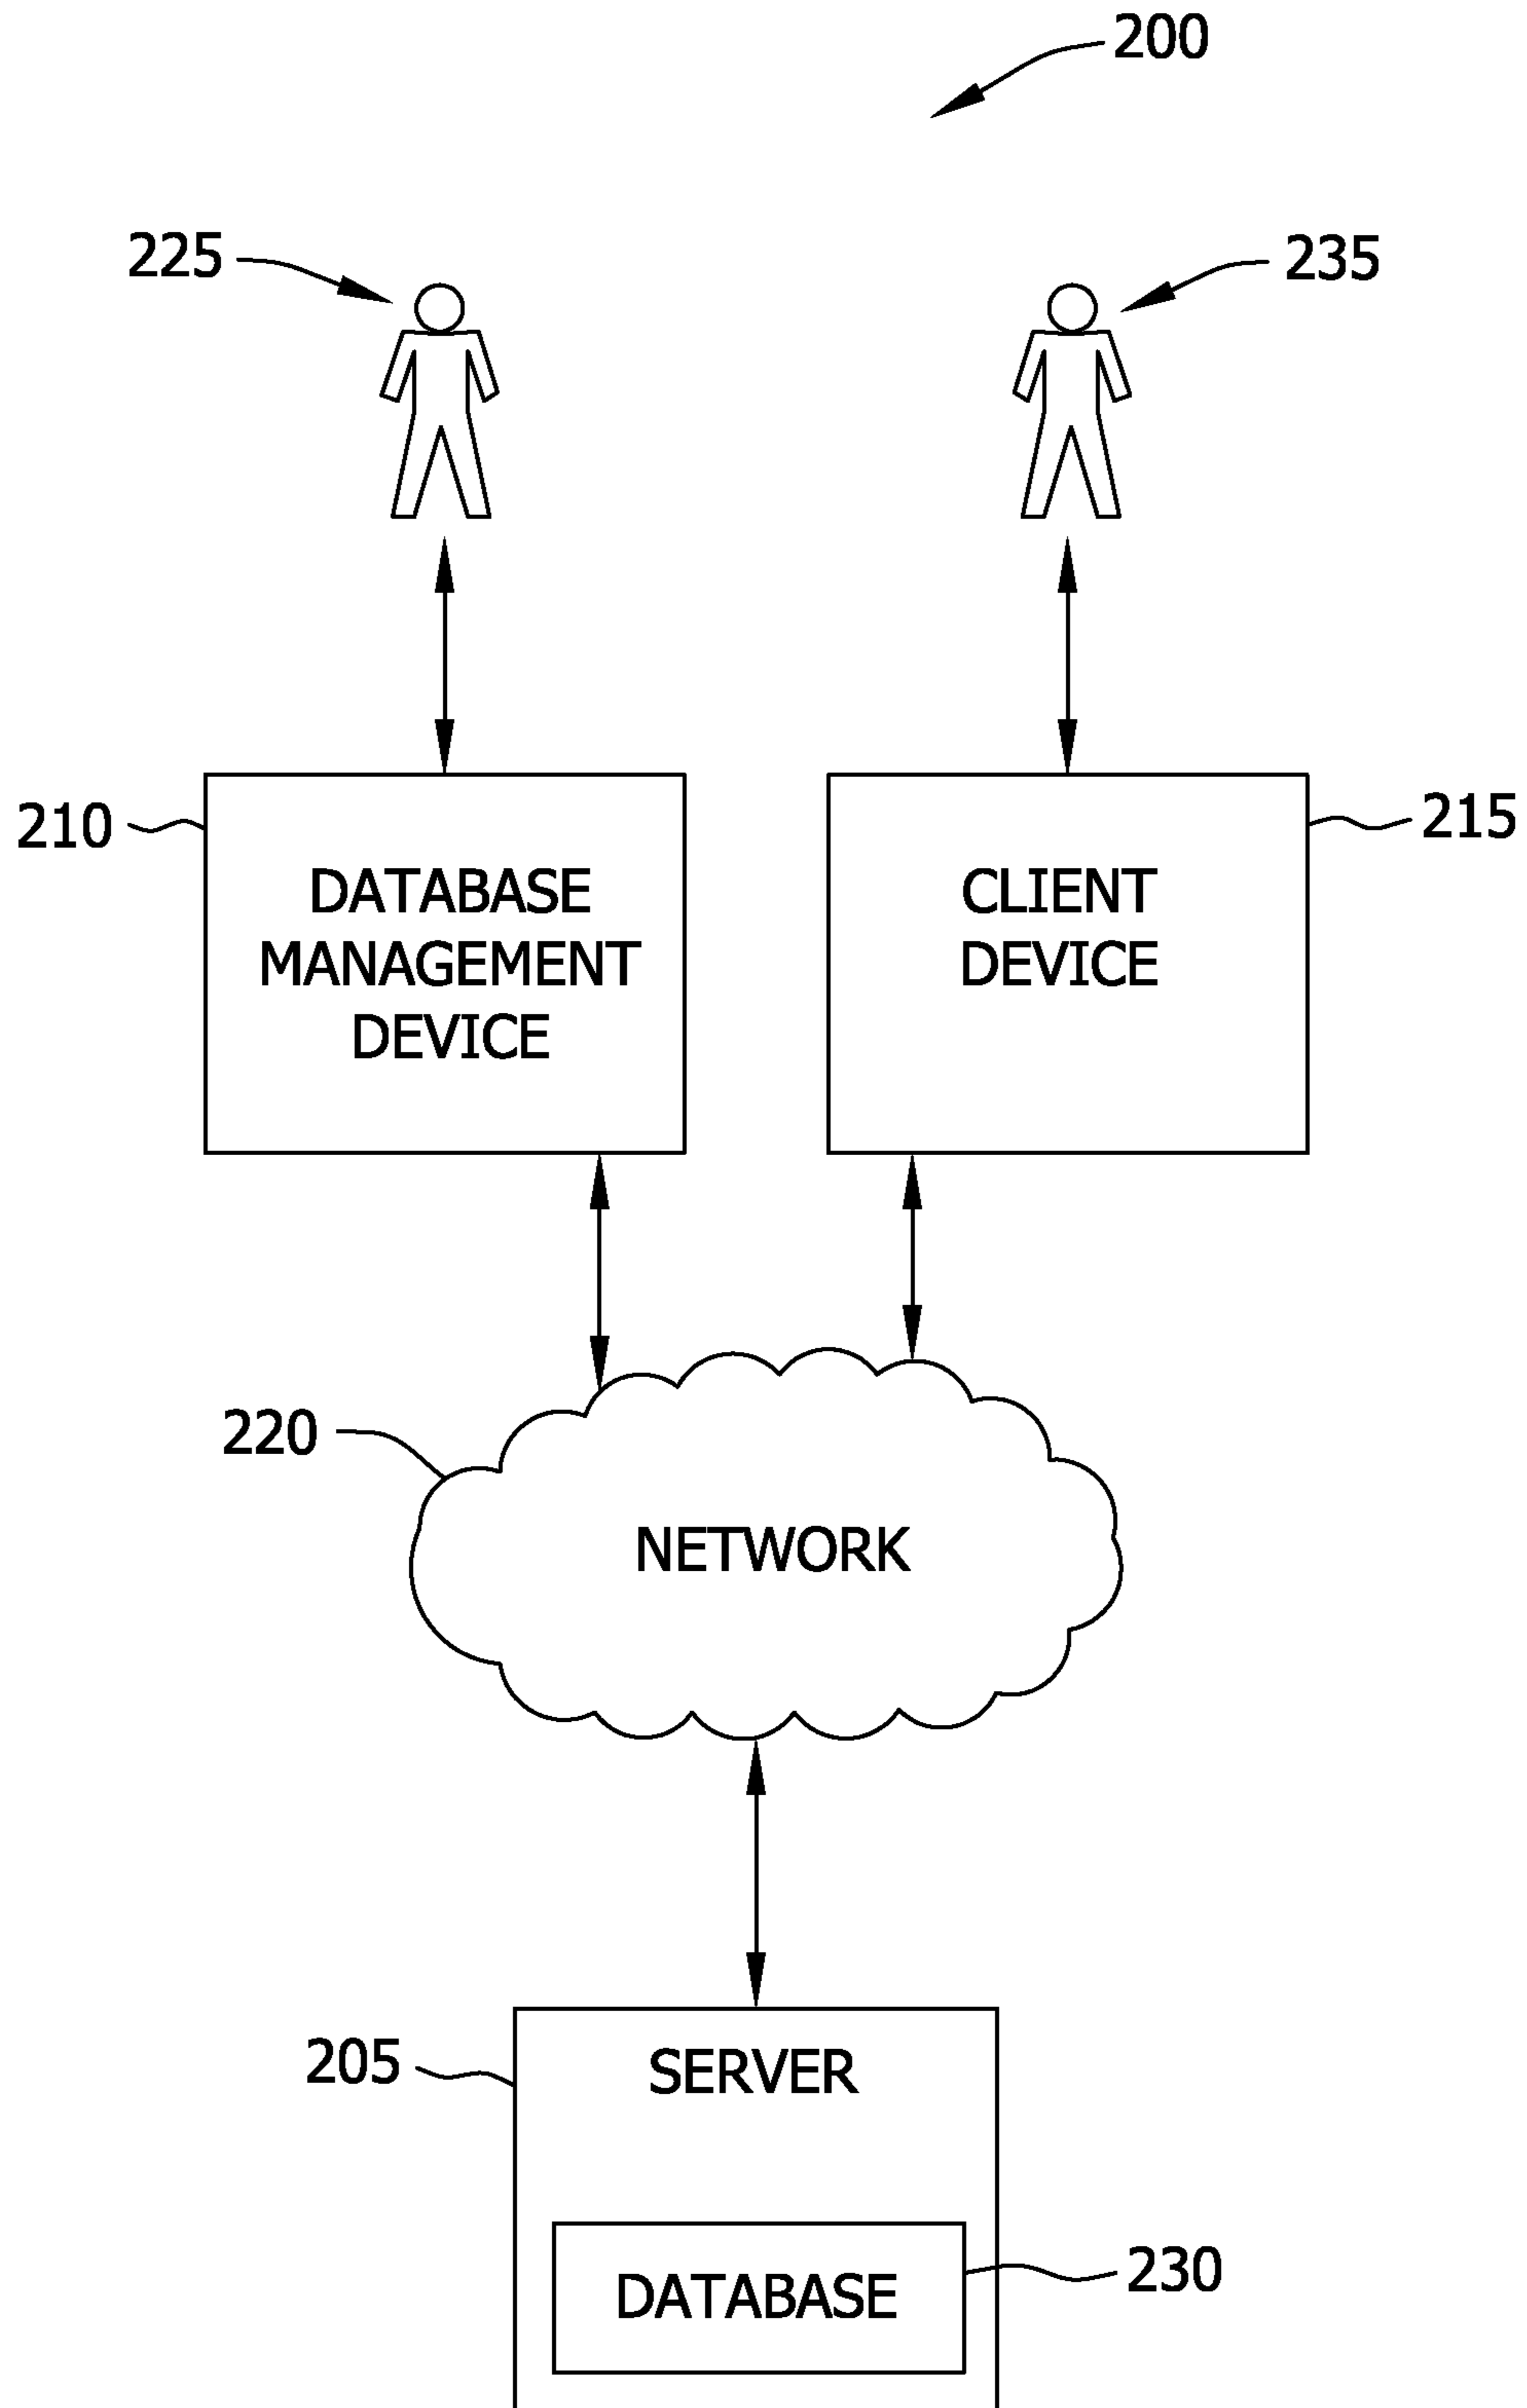 200
225
235
210
DATABASE
MANAGEMENT
DEVICE
CLIENT
DEVICE
215
220
NETWORK
205
SERVER
DATABASE
230